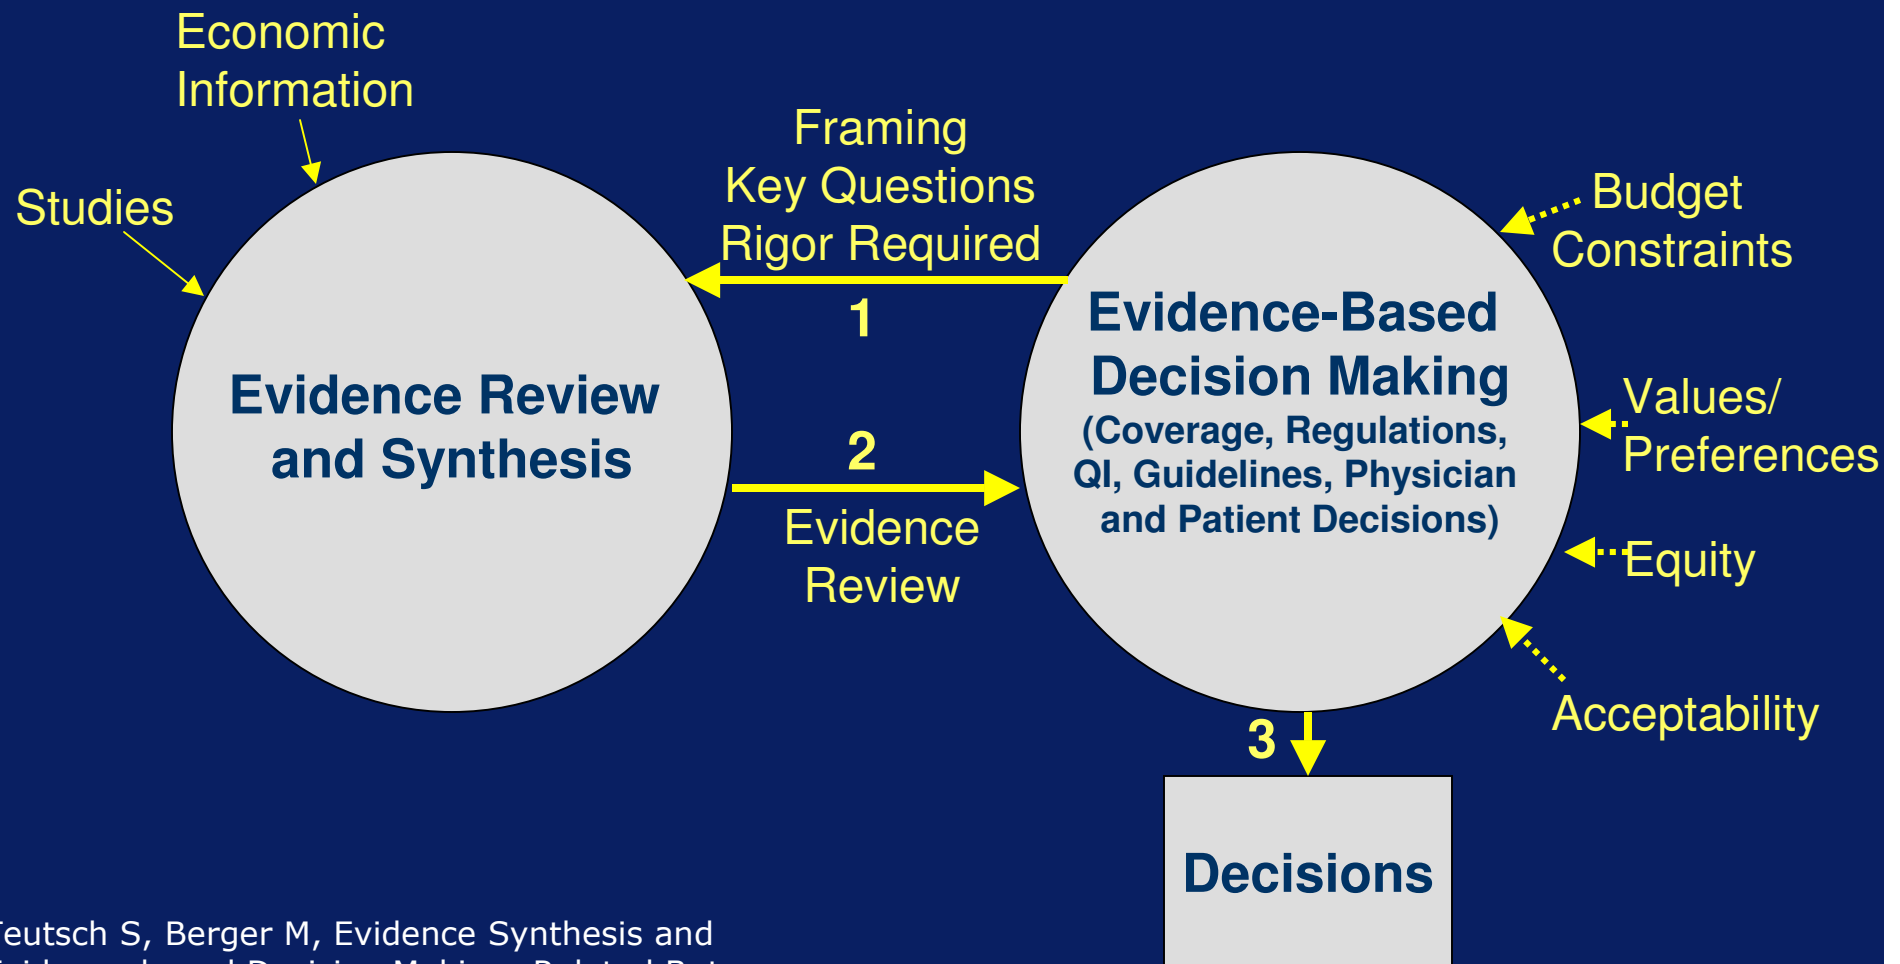 Economic
Information
Studies
Framing
Key Questions
Rigor Required
1
Evidence Review
and Synthesis
2
Evidence
Review
Evidence-Based
Decision Making
(Coverage, Regulations,
QI, Guidelines, Physician
and Patient Decisions)
Budget
Constraints
Values/
Preferences
Equity
Acceptability
3
Decisions
Teutsch S, Berger M, Evidence Synthesis and